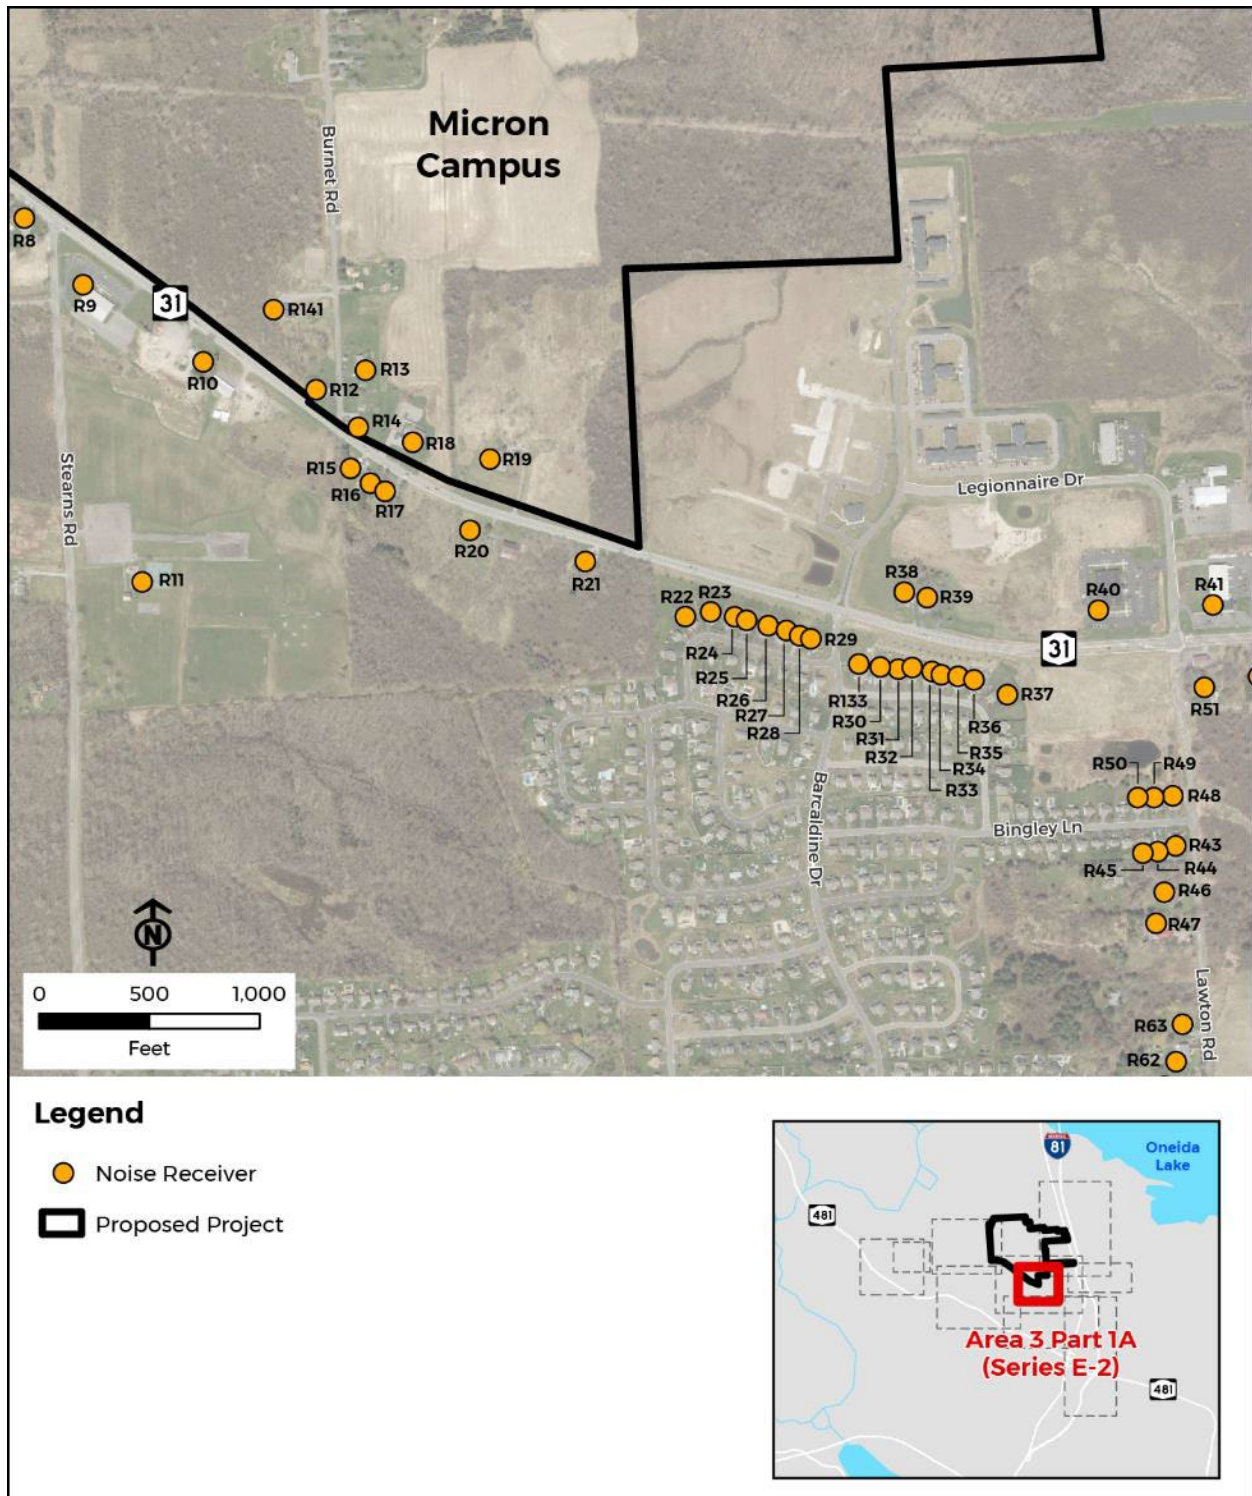 Micron
Campus
Burnet Rd
R8
R9
31
R141
R10
R12
R13
R14
R18
R19
R15
R16
R17
R20
R21
Stearns Rd
R11
Legionnaire Dr
R38
R39
R40
R41
R22
R23
R24
R25
R26
R27
R28
R29
31
R133
R30
R31
R32
R33
R34
R35
R36
R37
R51
R50
R49
R48
Barcaldine Dr
Bingley Ln
R43
R45
R44
R46
R47
Lawton Rd
R63
R62
N
0 500 1,000
Feet
Legend
Noise Receiver
Proposed Project
81
Oneida
Lake
481
Area 3 Part 1A
(Series E-2)
481